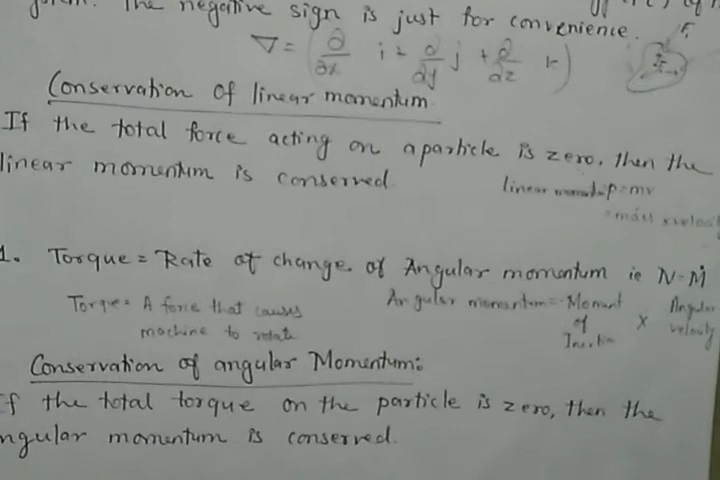 The negative sign is just for convenience.
∇ = (∂/∂x i + ∂/∂y j + ∂/∂z k)
Conservation of linear momentum
If the total force acting on a particle is zero, then the
linear momentum is conserved.
linear p=mv
= mass x veloci
1. Torque = Rate of change of Angular momentum ie N = Ṁ
Torque = A force that causes
machine to rotate
Angular momentum = Moment of Inertia x Angular velocity
Conservation of angular Momentum:
If the total torque on the particle is zero, then the
angular momentum is conserved.